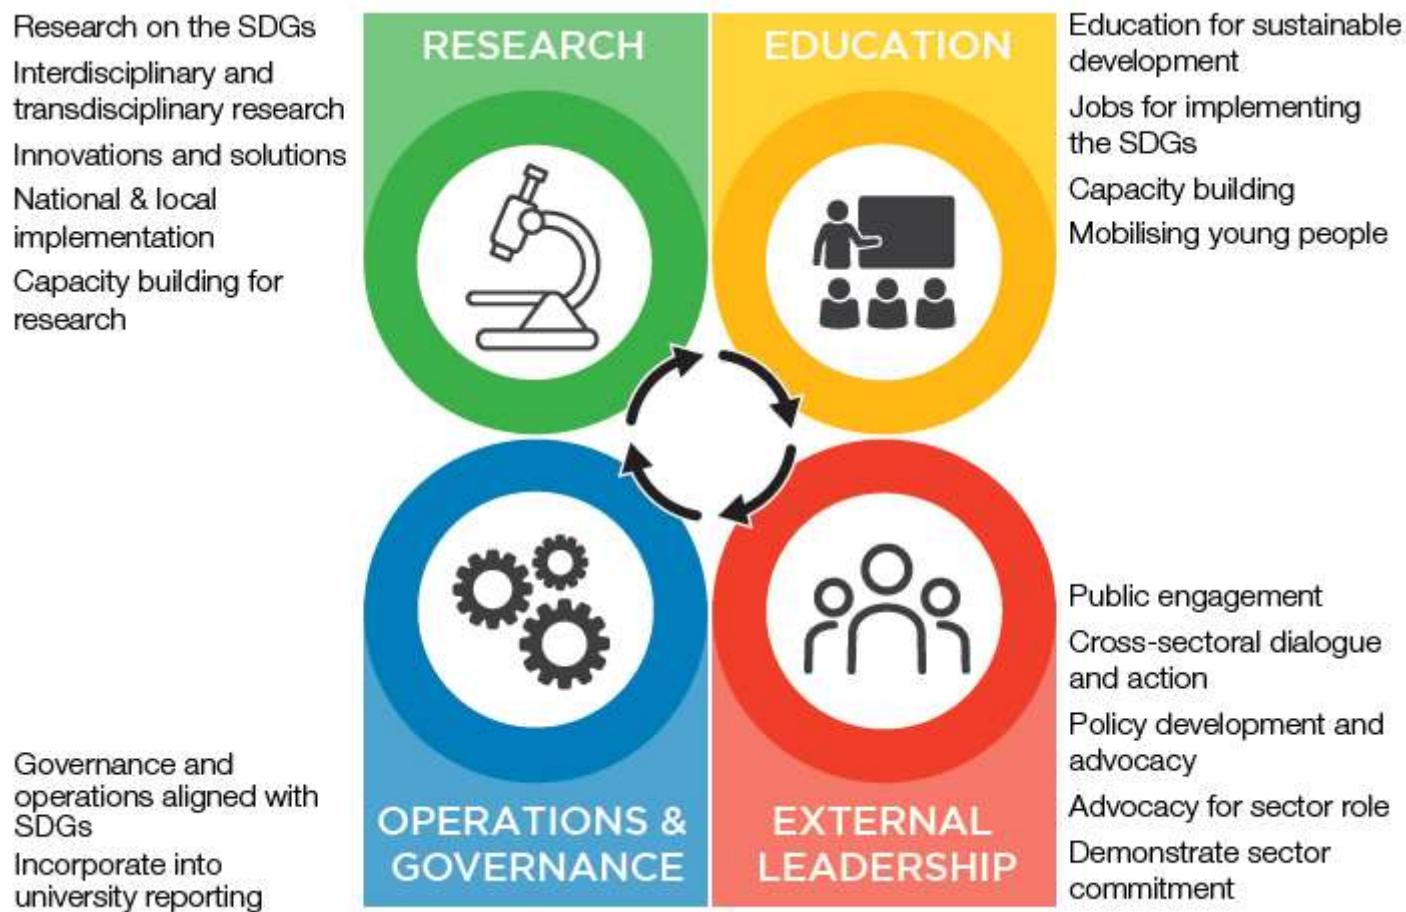 RESEARCH
Research on the SDGs
Interdisciplinary and
transdisciplinary research
Innovations and solutions
National & local
implementation
Capacity building for
research
EDUCATION
Education for sustainable
development
Jobs for implementing
the SDGs
Capacity building
Mobilising young people
Governance and
operations aligned with
SDGs
Incorporate into
university reporting
OPERATIONS &
GOVERNANCE
EXTERNAL
LEADERSHIP
Public engagement
Cross-sectoral dialogue
and action
Policy development and
advocacy
Advocacy for sector role
Demonstrate sector
commitment